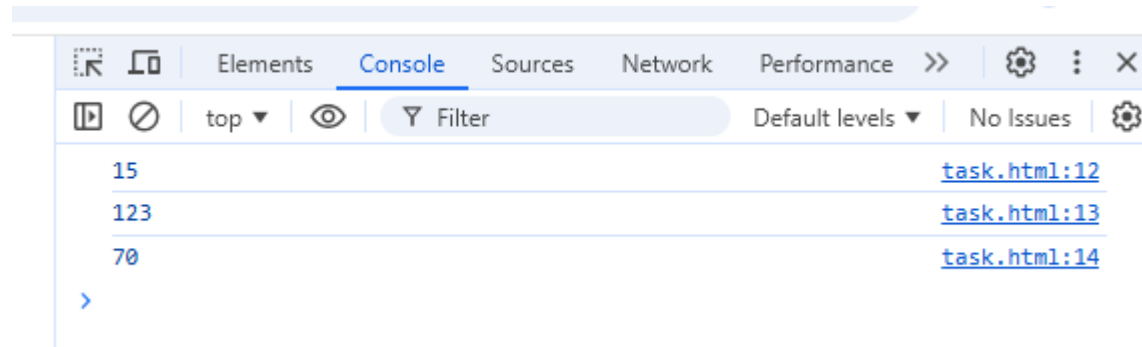 Elements Console Sources Network Performance
top Filter Default levels No Issues
15 task.html:12
123 task.html:13
70 task.html:14